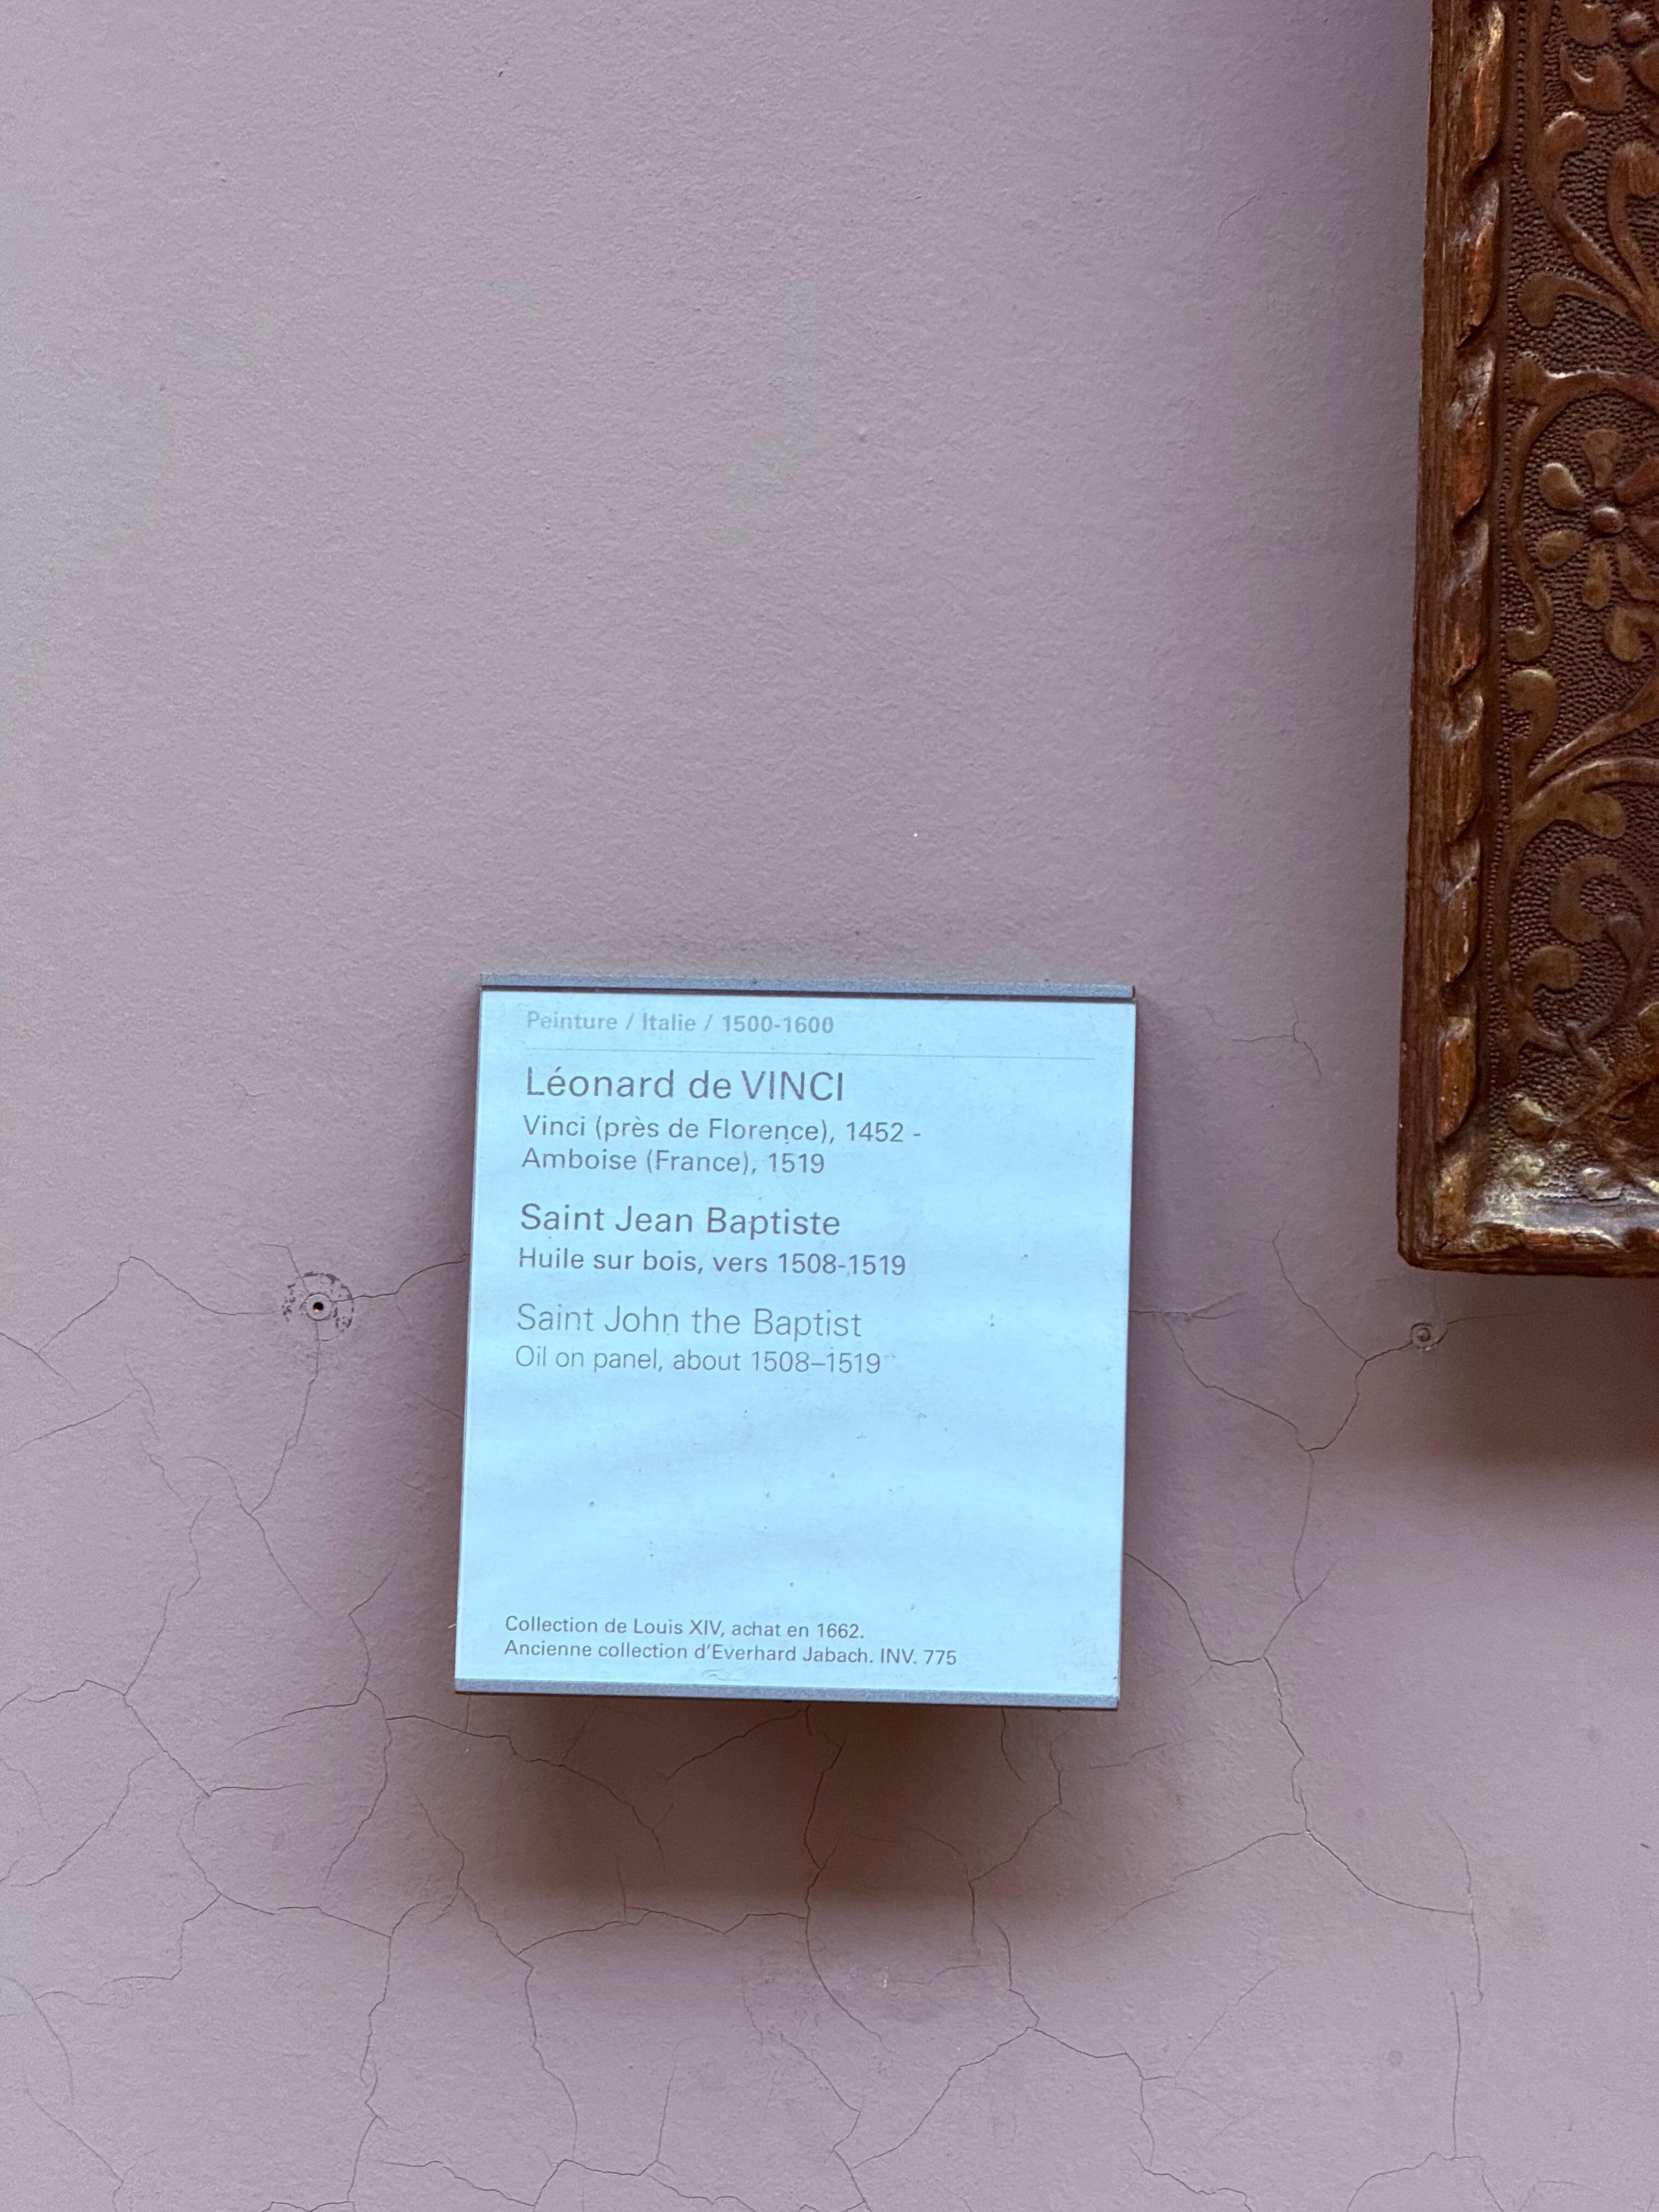 Peinture / Italie / 1500-1600
Léonard de VINCI
Vinci (près de Florence), 1452 -
Amboise (France), 1519
Saint Jean Baptiste
Huile sur bois, vers 1508-1519
Saint John the Baptist
Oil on panel, about 1508–1519
Collection de Louis XIV, achat en 1662.
Ancienne collection d'Everhard Jabach. INV. 775